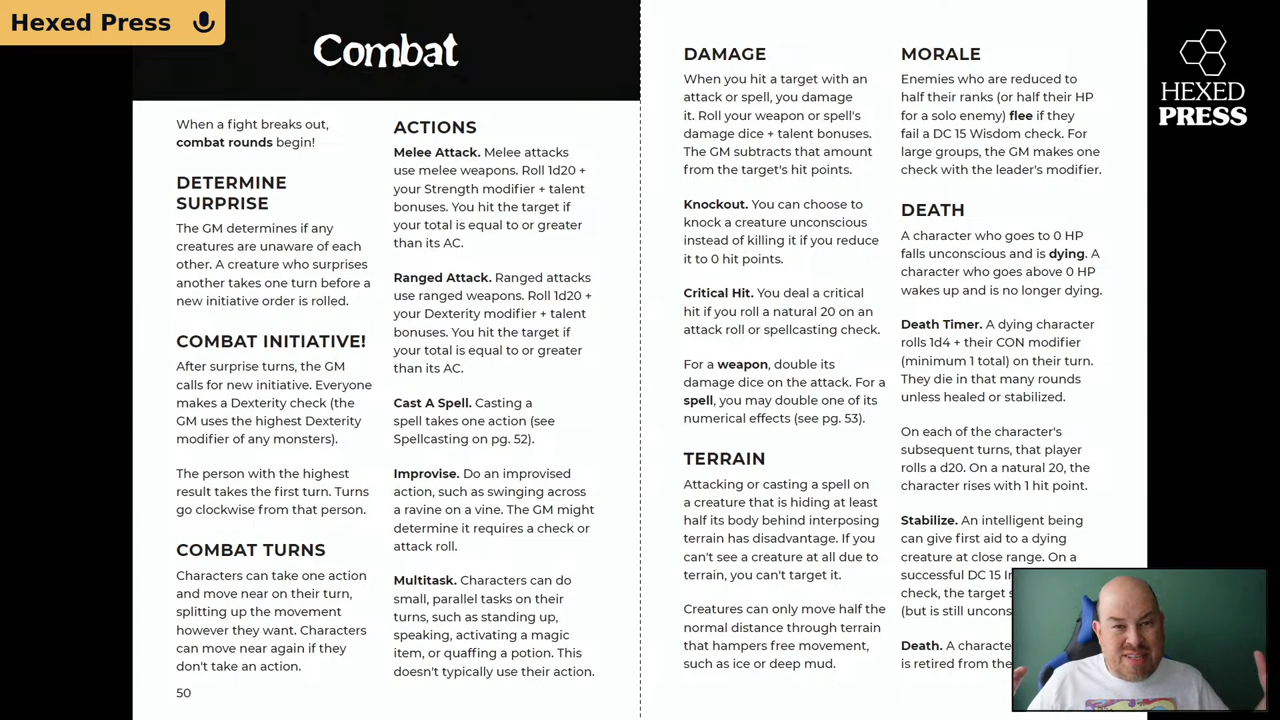 Hexed Press
Combat
When a fight breaks out,
combat rounds begin!
DETERMINE
SURPRISE
The GM determines if any
creatures are unaware of each
other. A creature who surprises
another takes one turn before a
new initiative order is rolled.
COMBAT INITIATIVE!
After surprise turns, the GM
calls for new initiative. Everyone
makes a Dexterity check (the
GM uses the highest Dexterity
modifier of any monsters).
The person with the highest
result takes the first turn. Turns
go clockwise from that person.
COMBAT TURNS
Characters can take one action
and move near on their turn,
splitting up the movement
however they want. Characters
can move near again if they
don't take an action.
50
ACTIONS
Melee Attack. Melee attacks
use melee weapons. Roll 1d20 +
your Strength modifier + talent
bonuses. You hit the target if
your total is equal to or greater
than its AC.
Ranged Attack. Ranged attacks
use ranged weapons. Roll 1d20 +
your Dexterity modifier + talent
bonuses. You hit the target if
your total is equal to or greater
than its AC.
Cast A Spell. Casting a
spell takes one action (see
Spellcasting on pg. 52).
Improvise. Do an improvised
action, such as swinging across
a ravine on a vine. The GM might
determine it requires a check or
attack roll.
Multitask. Characters can do
small, parallel tasks on their
turns, such as standing up,
speaking, activating a magic
item, or quaffing a potion. This
doesn't typically use their action.
DAMAGE
When you hit a target with an
attack or spell, you damage
it. Roll your weapon or spell's
damage dice + talent bonuses.
The GM subtracts that amount
from the target's hit points.
Knockout. You can choose to
knock a creature unconscious
instead of killing it if you reduce
it to 0 hit points.
Critical Hit. You deal a critical
hit if you roll a natural 20 on an
attack roll or spellcasting check.
For a weapon, double its
damage dice on the attack. For a
spell, you may double one of its
numerical effects (see pg. 53).
TERRAIN
Attacking or casting a spell on
a creature that is hiding at least
half its body behind interposing
terrain has disadvantage. If you
can't see a creature at all due to
terrain, you can't target it.
Creatures can only move half the
normal distance through terrain
that hampers free movement,
such as ice or deep mud.
MORALE
Enemies who are reduced to
half their ranks (or half their HP
for a solo enemy) flee if they
fail a DC 15 Wisdom check. For
large groups, the GM makes one
check with the leader's modifier.
DEATH
A character who goes to 0 HP
falls unconscious and is dying. A
character who goes above 0 HP
wakes up and is no longer dying.
Death Timer. A dying character
rolls 1d4 + their CON modifier
(minimum 1 total) on their turn.
They die in that many rounds
unless healed or stabilized.
On each of the character's
subsequent turns, that player
rolls a d20. On a natural 20, the
character rises with 1 hit point.
Stabilize. An intelligent being
can give first aid to a dying
creature at close range. On a
successful DC 15
check, the target
(but is still
Death. A
is retired from the
HEXED
PRESS